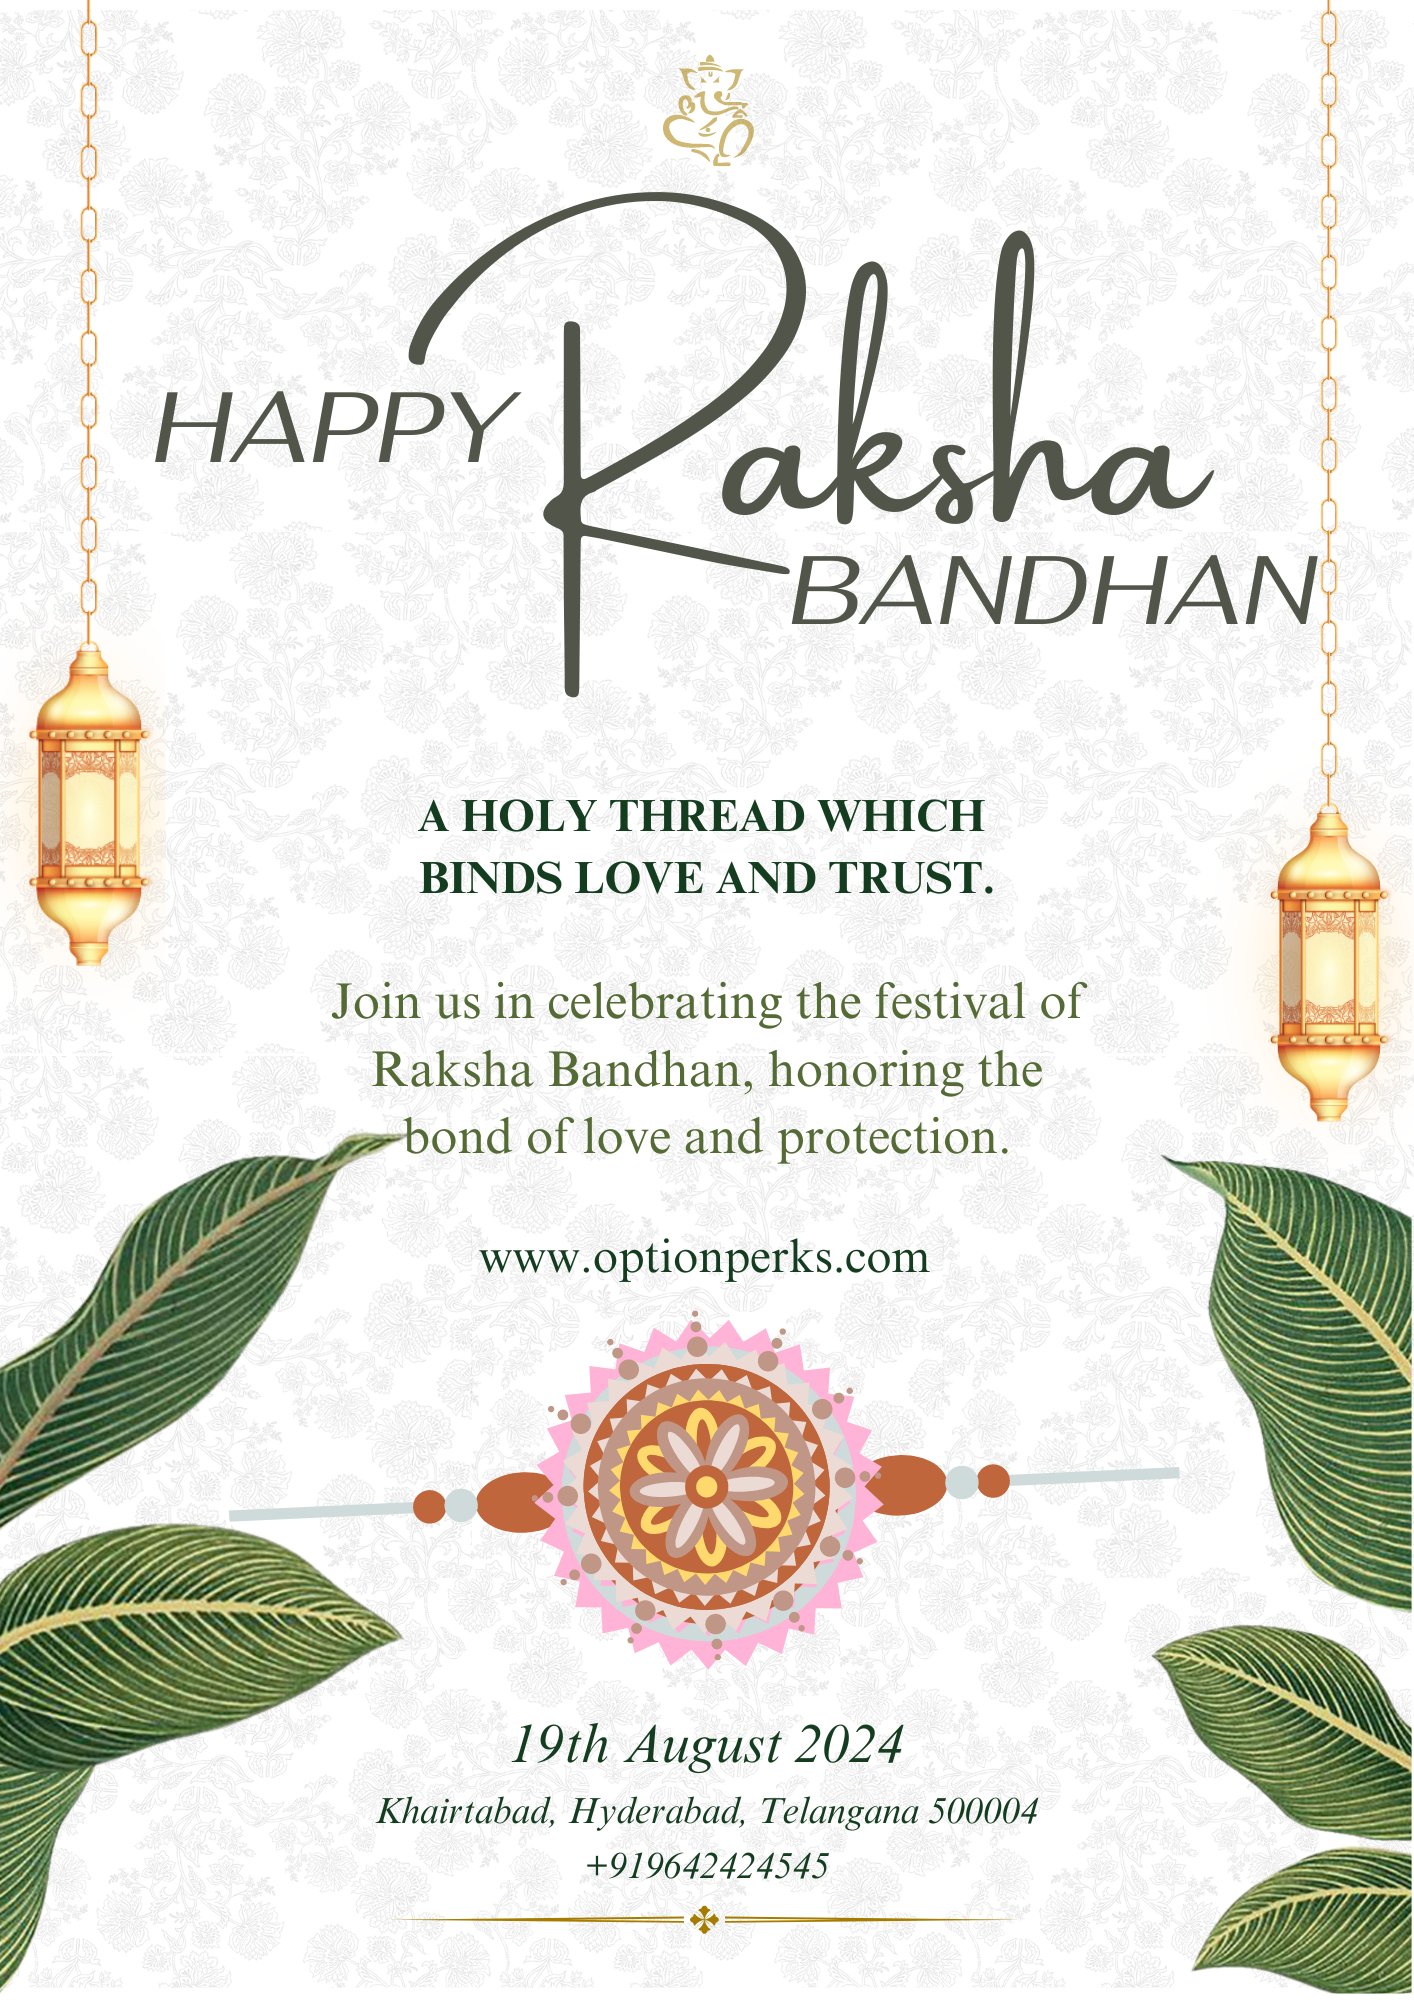 HAPPY
Raksha
BANDHAN
A HOLY THREAD WHICH
BINDS LOVE AND TRUST.
Join us in celebrating the festival of
Raksha Bandhan, honoring the
bond of love and protection.
www.optionperks.com
19th August 2024
Khairtabad, Hyderabad, Telangana 500004
+919642424545